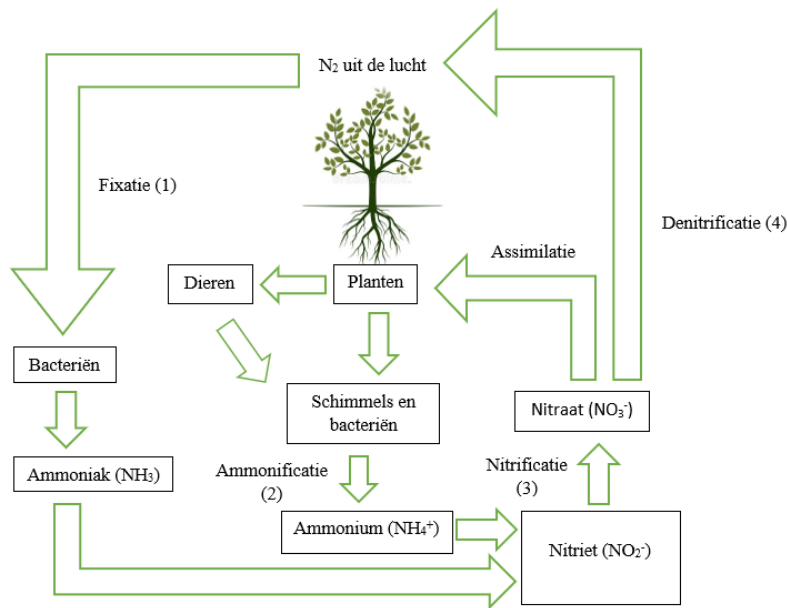 N₂ uit de lucht
Fixatie (1)
Denitrificatie (4)
Assimilatie
Dieren
Planten
Bacteriën
Schimmels en
bacteriën
Nitraat (NO₃⁻)
Ammoniak (NH₃)
Ammonificatie
(2)
Nitrificatie
(3)
Ammonium (NH₄⁺)
Nitriet (NO₂⁻)